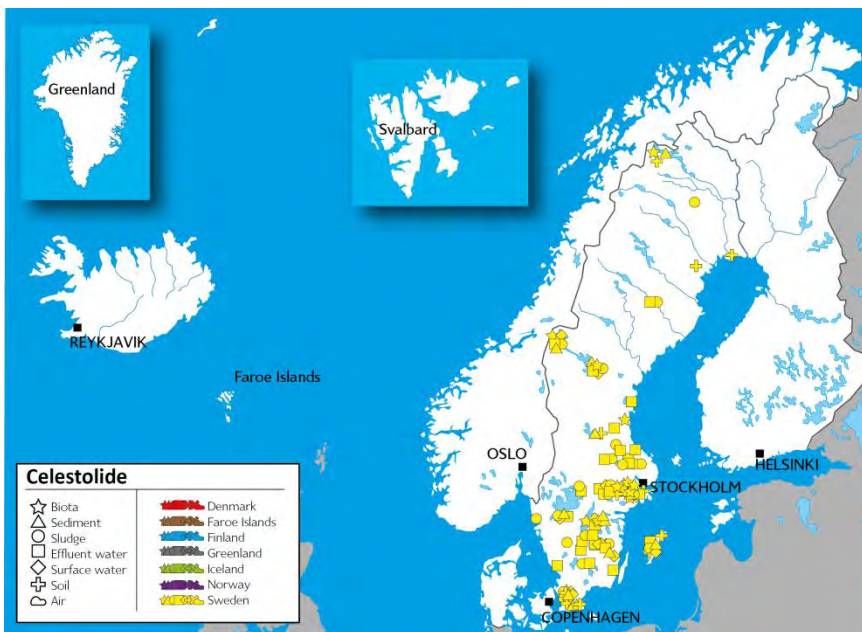 Greenland
Svalbard
REYKJAVIK
Faroe Islands
OSLO
HELSINKI
STOCKHOLM
COPENHAGEN
Celestolide
Biota
Sediment
Sludge
Effluent water
Surface water
Soil
Air
Denmark
Faroe Islands
Finland
Greenland
Iceland
Norway
Sweden